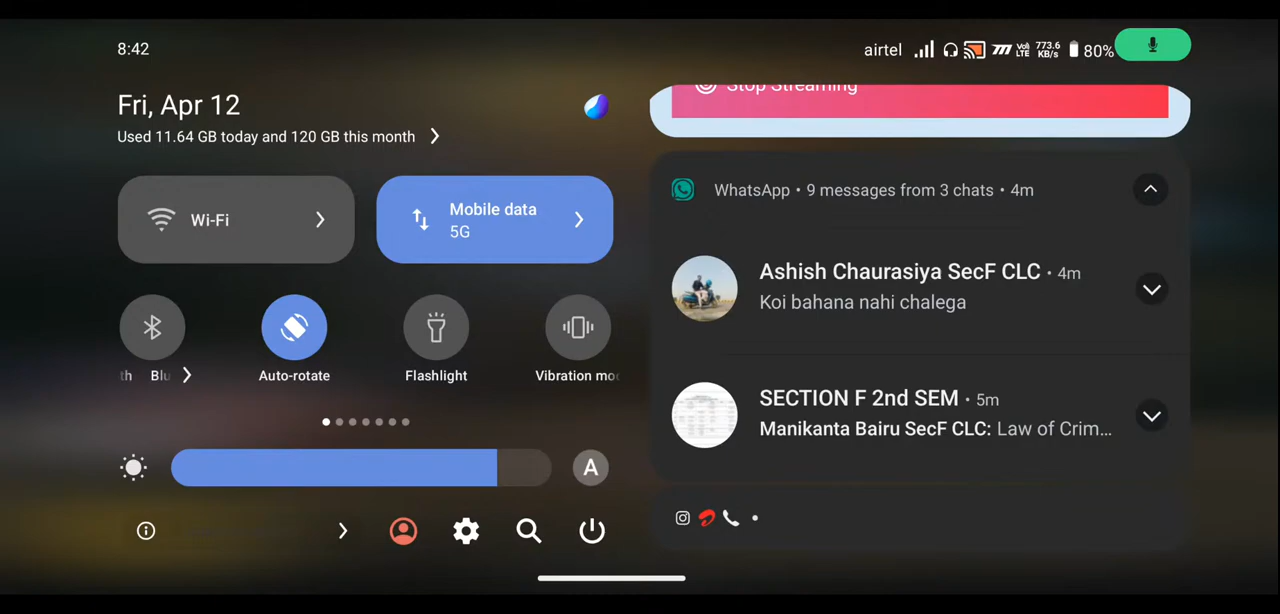 8:42
airtel VoI LTE 773.6 KB/s 80%
Fri, Apr 12
Used 11.64 GB today and 120 GB this month
Wi-Fi
Mobile data
5G
th Blu
Auto-rotate
Flashlight
Vibration mo
A
Stop Streaming
WhatsApp • 9 messages from 3 chats • 4m
Ashish Chaurasiya SecF CLC • 4m
Koi bahana nahi chalega
SECTION F 2nd SEM • 5m
Manikanta Bairu SecF CLC: Law of Crim...